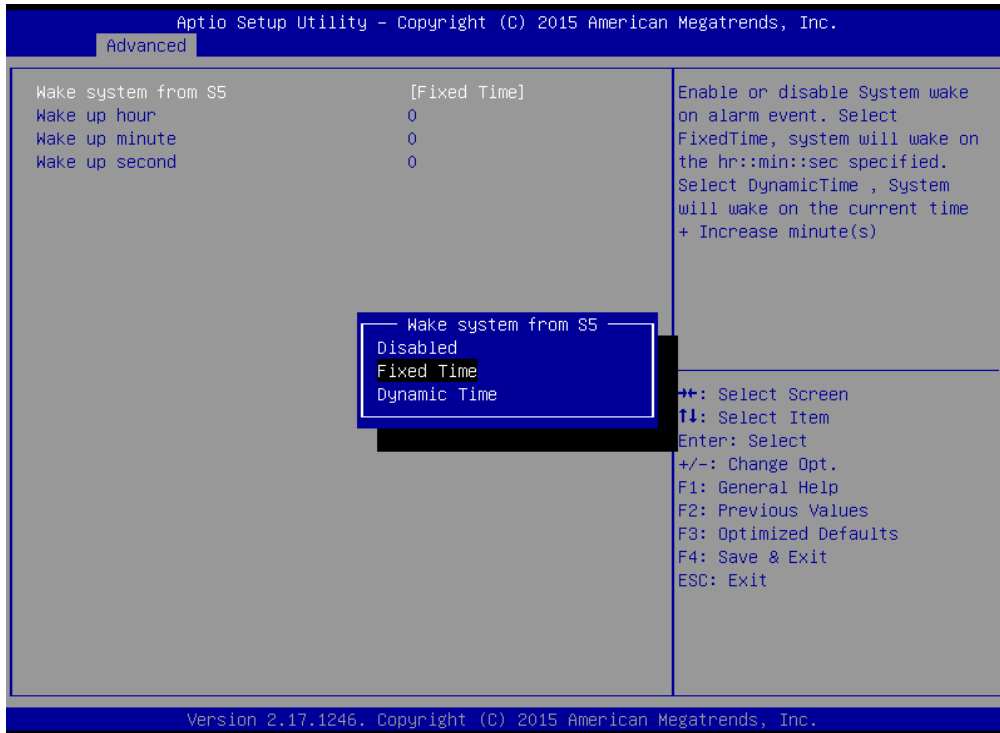 Aptio Setup Utility – Copyright (C) 2015 American Megatrends, Inc.
Advanced
Wake system from S5 [Fixed Time]
Wake up hour 0
Wake up minute 0
Wake up second 0
Enable or disable System wake
on alarm event. Select
FixedTime, system will wake on
the hr::min::sec specified.
Select DynamicTime , System
will wake on the current time
+ Increase minute(s)
Wake system from S5
Disabled
Fixed Time
Dynamic Time
→←: Select Screen
↑↓: Select Item
Enter: Select
+/-: Change Opt.
F1: General Help
F2: Previous Values
F3: Optimized Defaults
F4: Save & Exit
ESC: Exit
Version 2.17.1246. Copyright (C) 2015 American Megatrends, Inc.